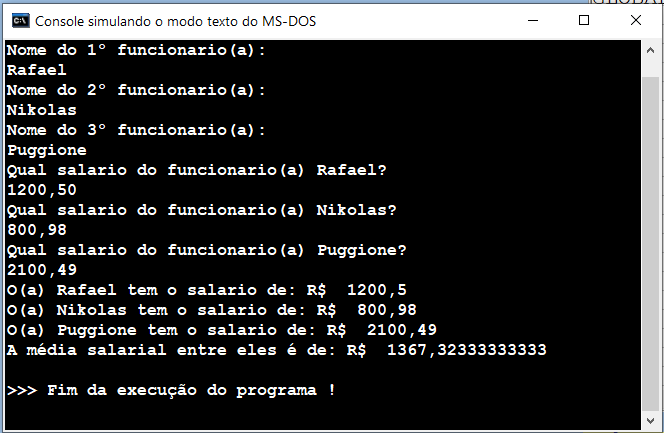 Console simulando o modo texto do MS-DOS
Nome do 1º funcionario(a):
Rafael
Nome do 2º funcionario(a):
Nikolas
Nome do 3º funcionario(a):
Puggione
Qual salario do funcionario(a) Rafael?
1200,50
Qual salario do funcionario(a) Nikolas?
800,98
Qual salario do funcionario(a) Puggione?
2100,49
O(a) Rafael tem o salario de: R$  1200,5
O(a) Nikolas tem o salario de: R$  800,98
O(a) Puggione tem o salario de: R$  2100,49
A média salarial entre eles é de: R$  1367,32333333333
>>> Fim da execução do programa !